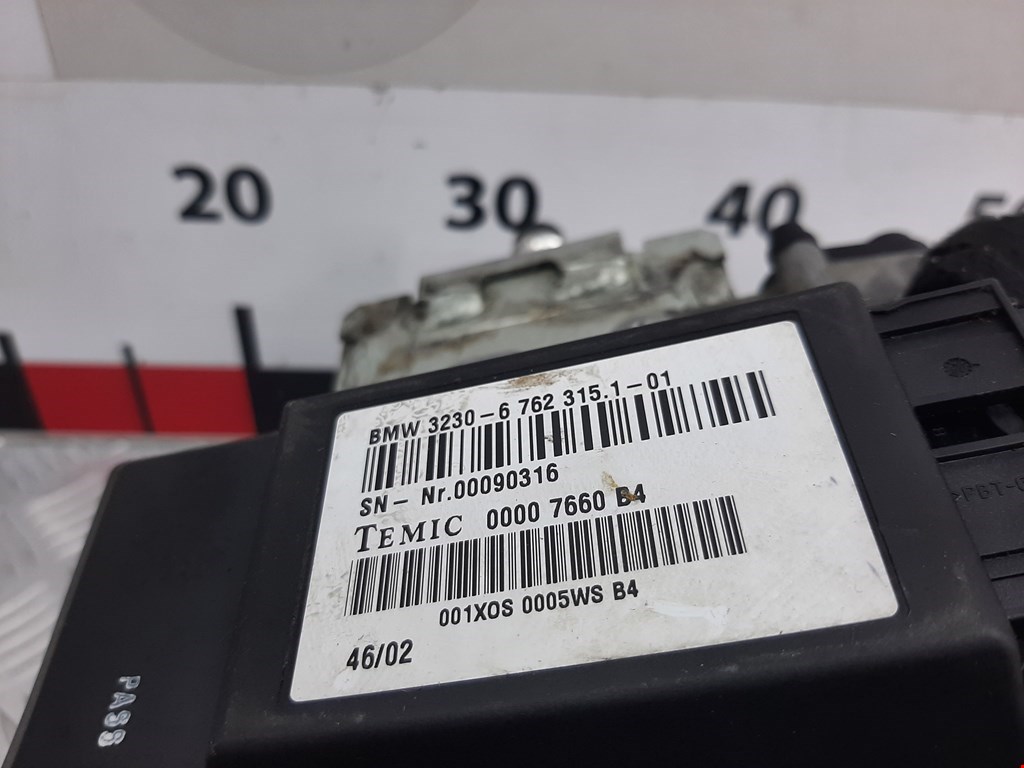 20 30 40
BMW 3230-6 762 315.1-01
SN- Nr.00090316
TEMIC 0000 7660 B4
001XOS 0005WS B4
46/02
PASS